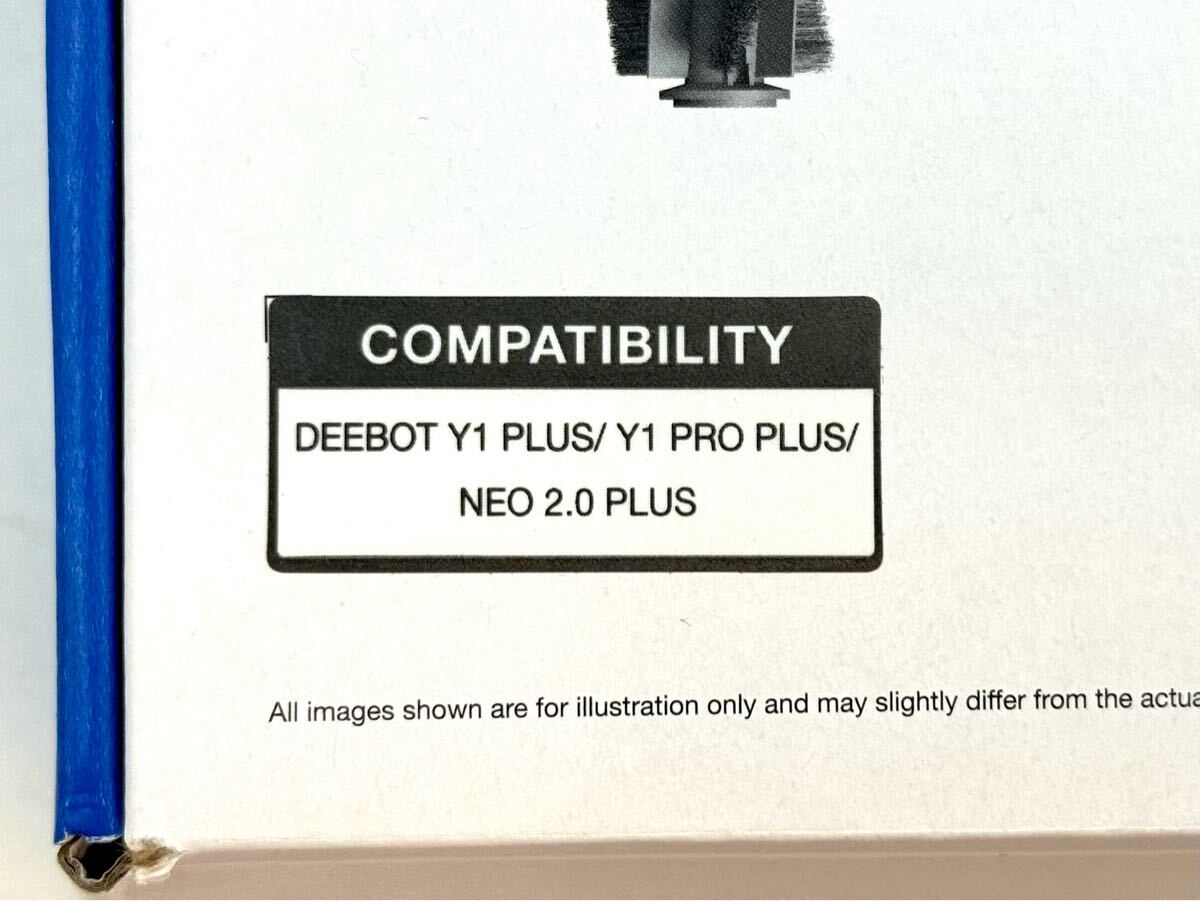 COMPATIBILITY
DEEBOT Y1 PLUS/ Y1 PRO PLUS/
NEO 2.0 PLUS
All images shown are for illustration only and may slightly differ from the